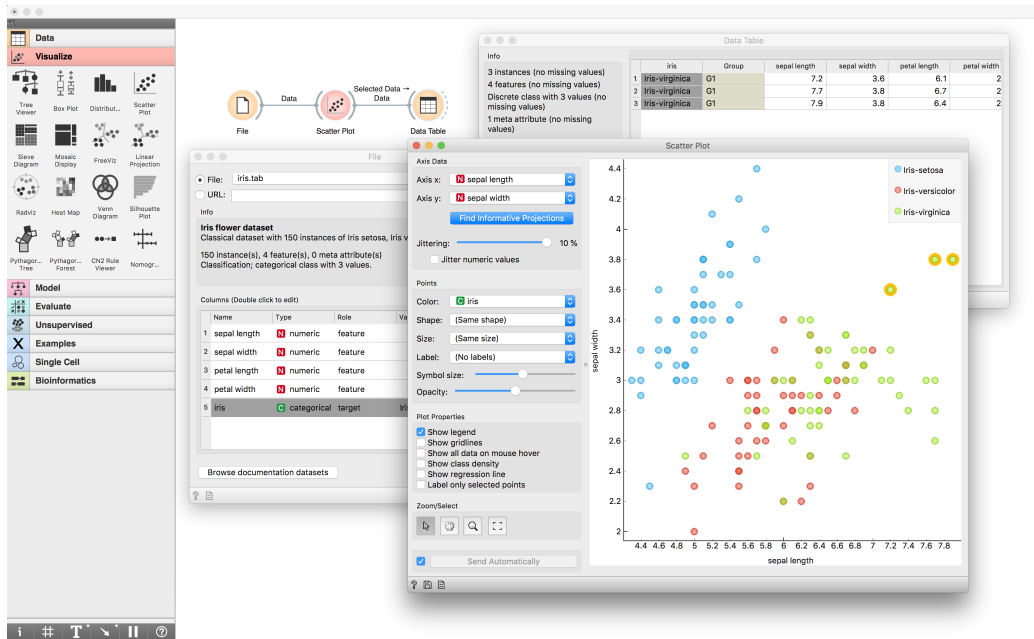 Data
Visualize
Tree Viewer
Box Plot
Distribut...
Scatter Plot
Sieve Diagram
Mosaic Display
FreeViz
Linear Projection
Radviz
Heat Map
Venn Diagram
Silhouette Plot
Pythagor... Tree
Pythagor... Forest
CN2 Rule Viewer
Nomogr...
Model
Evaluate
Unsupervised
Examples
Single Cell
Bioinformatics
File
Data
Scatter Plot
Selected Data → Data
Data Table
Data Table
Info
3 instances (no missing values)
4 features (no missing values)
Discrete class with 3 values (no
missing values)
1 meta attribute (no missing
values)
iris Group sepal length sepal width petal length petal width
1 Iris-virginica G1 7.2 3.6 6.1 2
2 Iris-virginica G1 7.7 3.8 6.7 2
3 Iris-virginica G1 7.9 3.8 6.4 2
File
File: iris.tab
URL:
Info
Iris flower dataset
Classical dataset with 150 instances of Iris setosa, Iris v
150 instance(s), 4 feature(s), 0 meta attribute(s)
Classification; categorical class with 3 values.
Columns (Double click to edit)
Name Type Role Va
1 sepal length N numeric feature
2 sepal width N numeric feature
3 petal length N numeric feature
4 petal width N numeric feature
5 iris C categorical target Iri
Browse documentation datasets
Scatter Plot
Axis Data
Axis x: N sepal length
Axis y: N sepal width
Find Informative Projections
Jittering: 10 %
Jitter numeric values
Points
Color: C iris
Shape: (Same shape)
Size: (Same size)
Label: (No labels)
Symbol size:
Opacity:
Plot Properties
Show legend
Show gridlines
Show all data on mouse hover
Show class density
Show regression line
Label only selected points
Zoom/Select
Send Automatically
Iris-setosa
Iris-versicolor
Iris-virginica
sepal width
4.4
4.2
4
3.8
3.6
3.4
3.2
3
2.8
2.6
2.4
2.2
2
4.4 4.6 4.8 5 5.2 5.4 5.6 5.8 6 6.2 6.4 6.6 6.8 7 7.2 7.4 7.6 7.8
sepal length